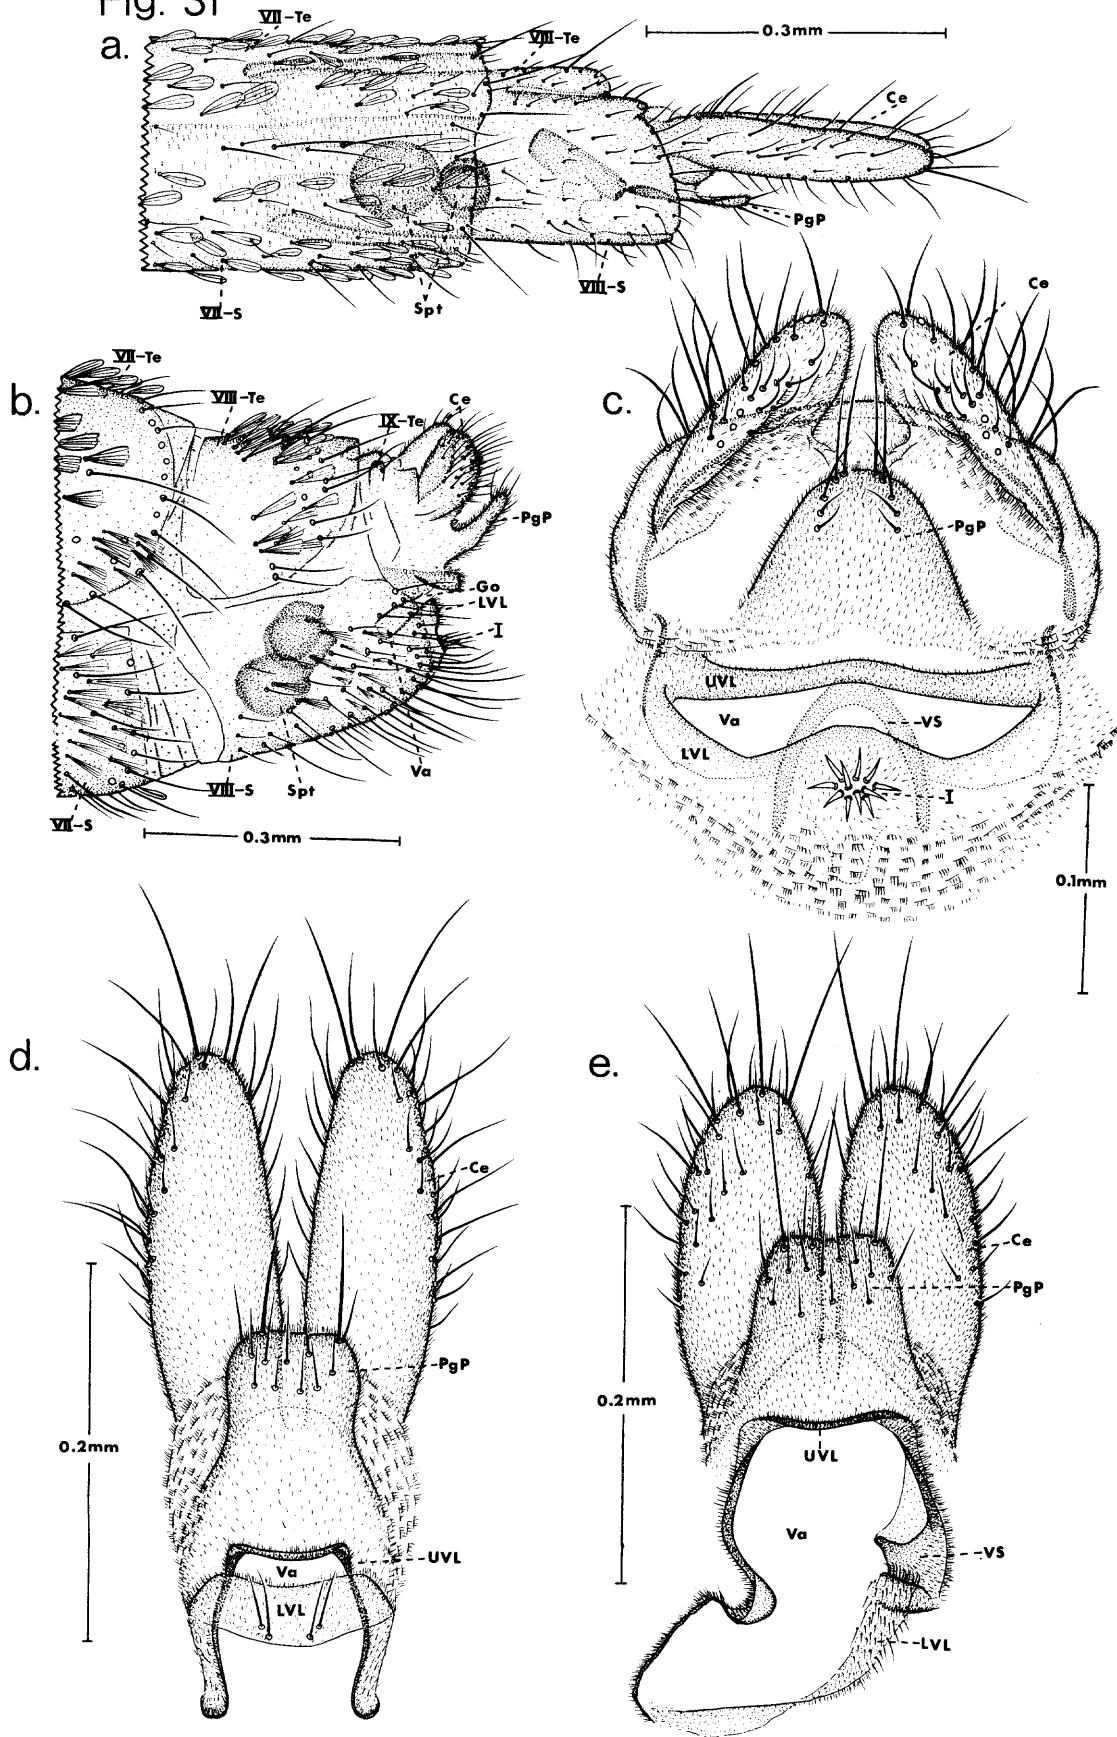 Fig. 31
a.
VII-Te
VIII-Te
0.3mm
Ce
PgP
VII-S
Spt
VIII-S
b.
VII-Te
VIII-Te
IX-Te
Ce
PgP
Go
LVL
I
Va
VIII-S
Spt
VII-S
0.3mm
c.
Ce
PgP
UVL
Va
VS
LVL
I
0.1mm
d.
Ce
PgP
0.2mm
UVL
Va
LVL
e.
Ce
PgP
0.2mm
UVL
Va
VS
LVL